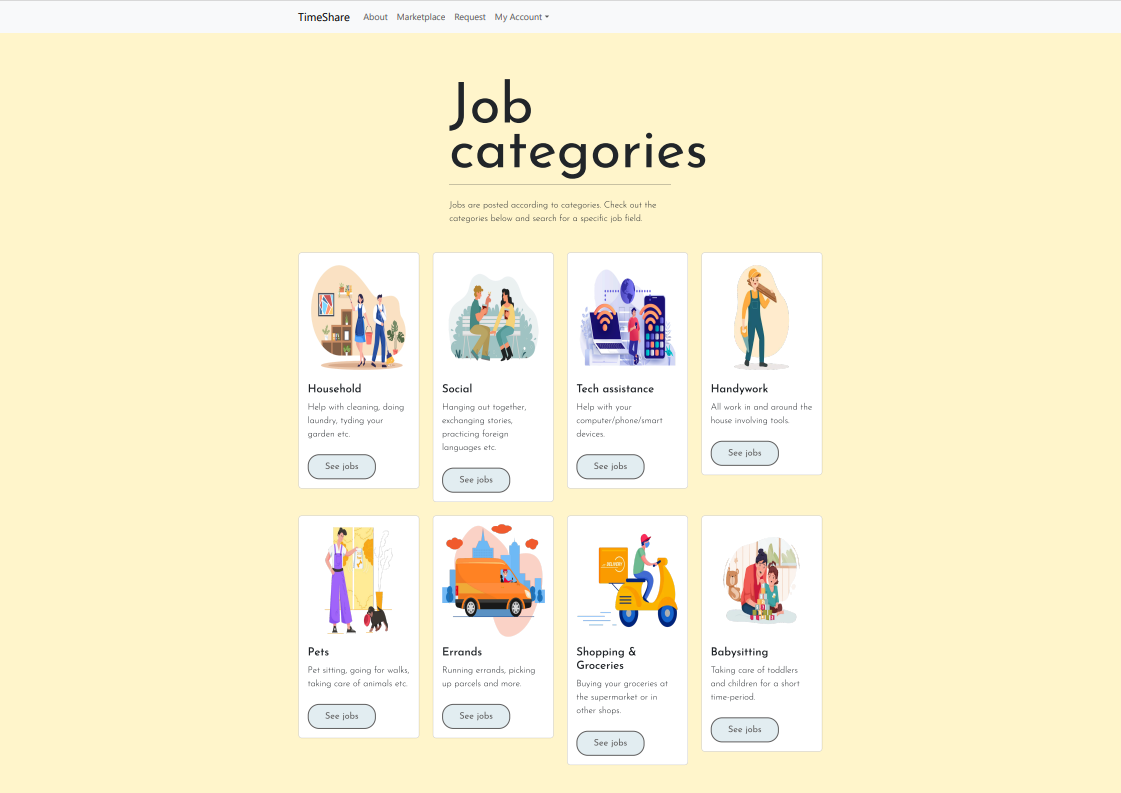 TimeShare About Marketplace Request My Account
Job
categories
Jobs are posted according to categories. Check out the
categories below and search for a specific job field.
Household
Help with cleaning, doing
laundry, tyding your
garden etc.
See jobs
Social
Hanging out together,
exchanging stories,
practicing foreign
languages etc.
See jobs
Tech assistance
Help with your
computer/phone/smart
devices.
See jobs
Handywork
All work in and around the
house involving tools.
See jobs
Pets
Pet sitting, going for walks,
taking care of animals etc.
See jobs
Errands
Running errands, picking
up parcels and more.
See jobs
DELIVERY
Shopping &
Groceries
Buying your groceries at
the supermarket or in
other shops.
See jobs
Babysitting
Taking care of toddlers
and children for a short
time-period.
See jobs